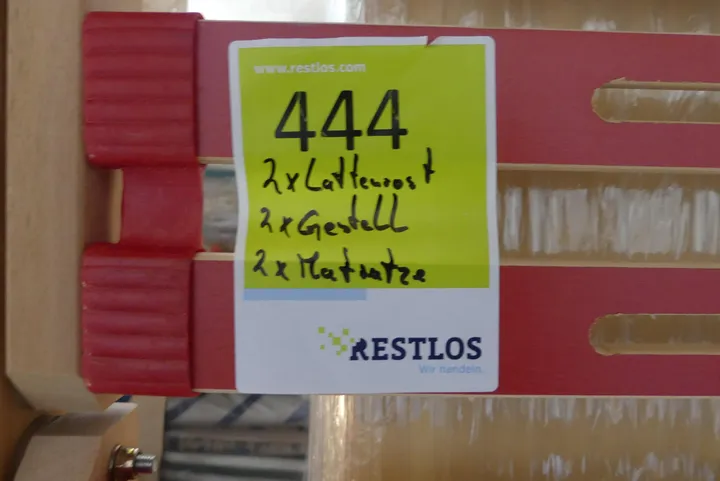 www.restlos.com
444
2x Lattenrost
2x Gestell
2x Matratze
RESTLOS
Wir handeln.